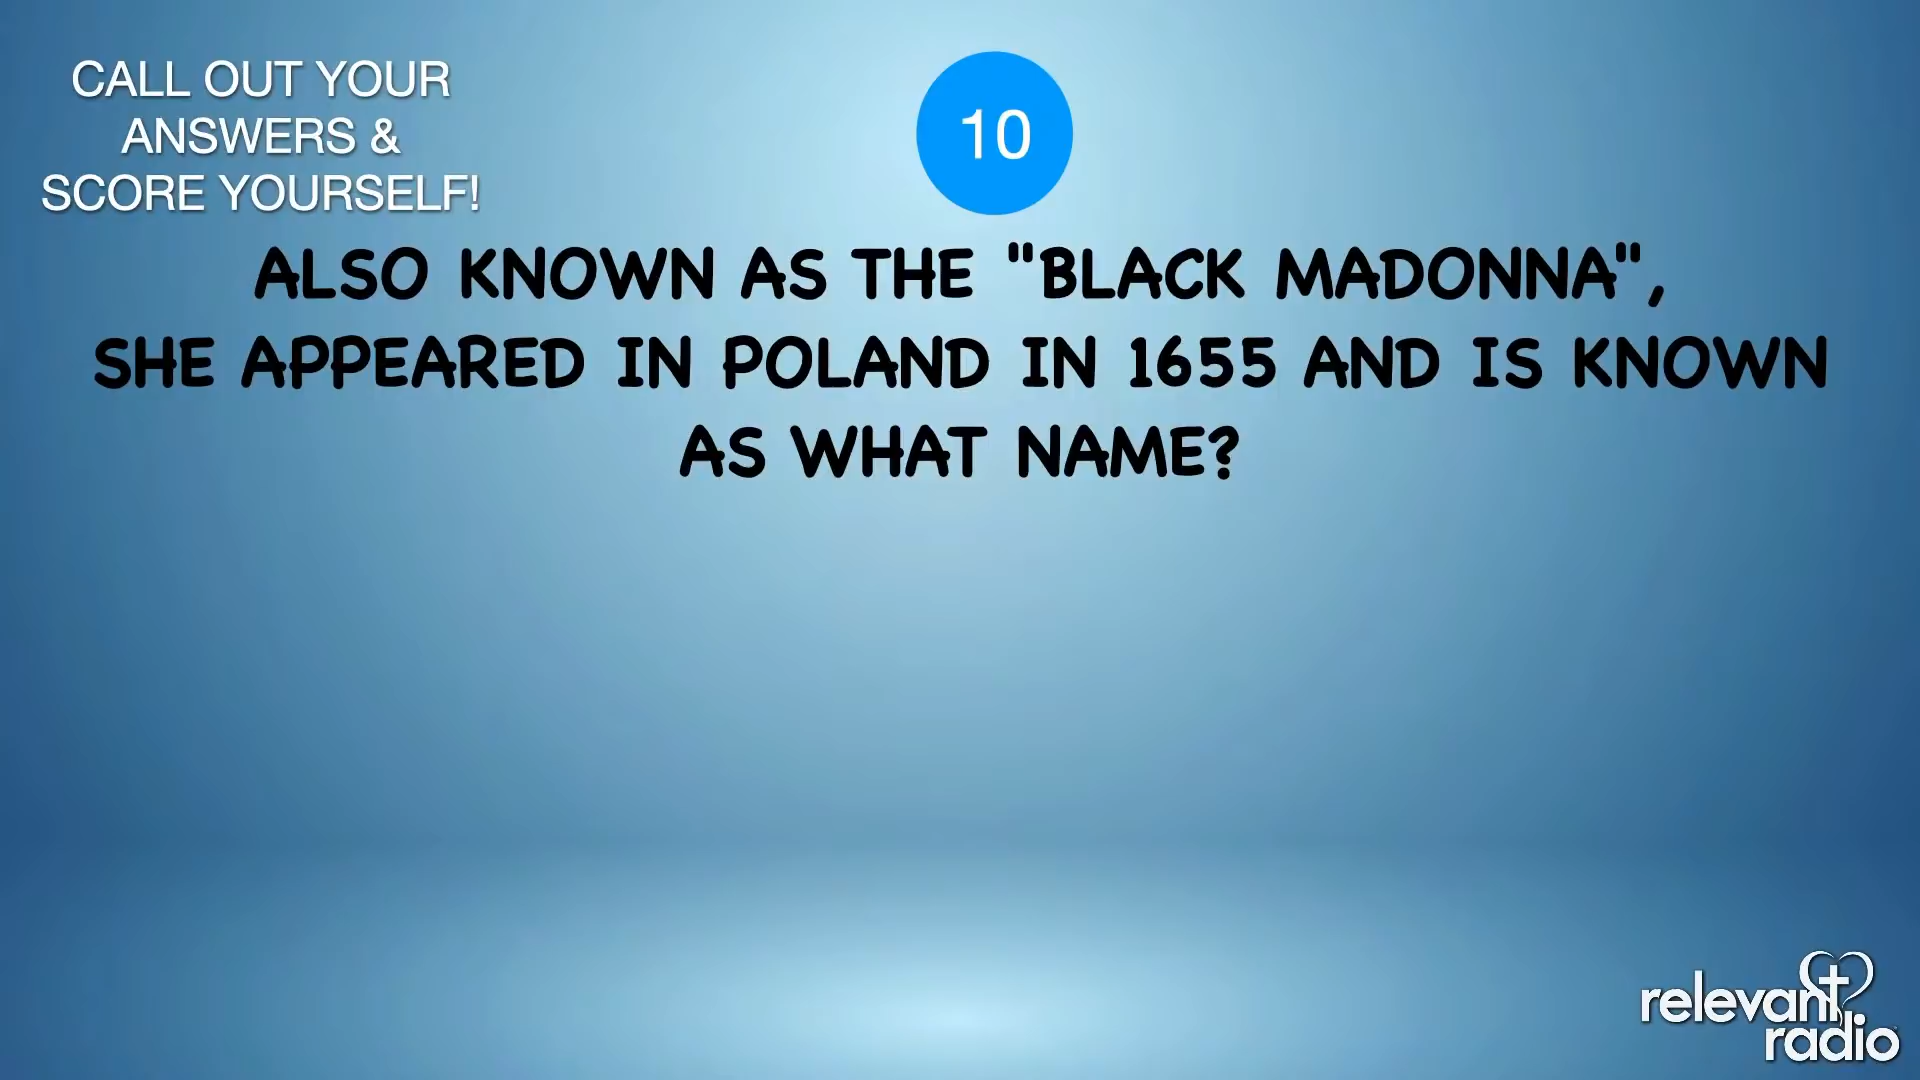 CALL OUT YOUR
ANSWERS &
SCORE YOURSELF!
10
ALSO KNOWN AS THE "BLACK MADONNA",
SHE APPEARED IN POLAND IN 1655 AND IS KNOWN
AS WHAT NAME?
relevant
radio